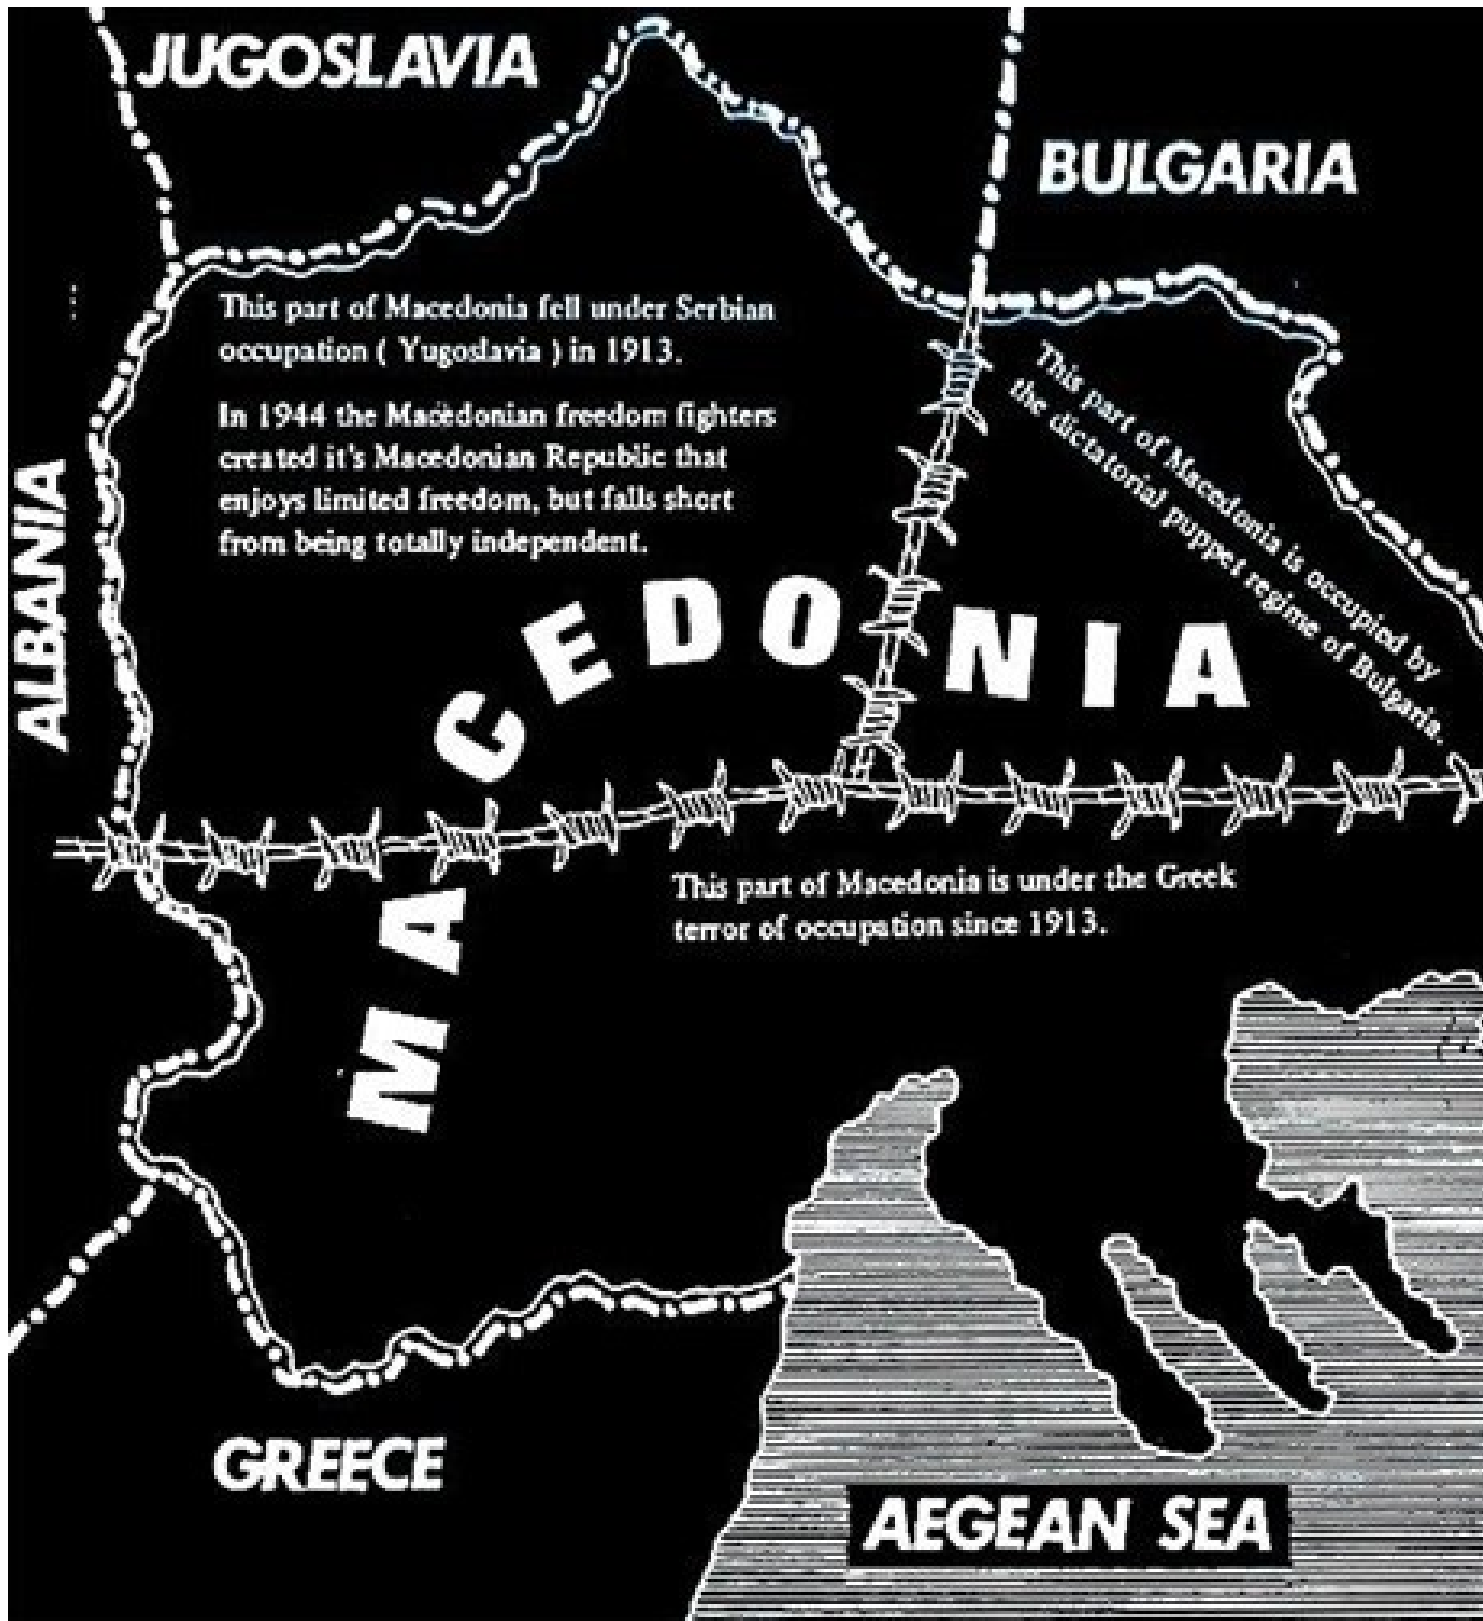 JUGOSLAVIA
BULGARIA
This part of Macedonia fell under Serbian
occupation ( Yugoslavia ) in 1913.
In 1944 the Macedonian freedom fighters
created it's Macedonian Republic that
enjoys limited freedom, but falls short
from being totally independent.
This part of Macedonia is occupied by
the dictatorial puppet regime of Bulgaria.
ALBANIA
MACEDONIA
This part of Macedonia is under the Greek
terror of occupation since 1913.
GREECE
AEGEAN SEA